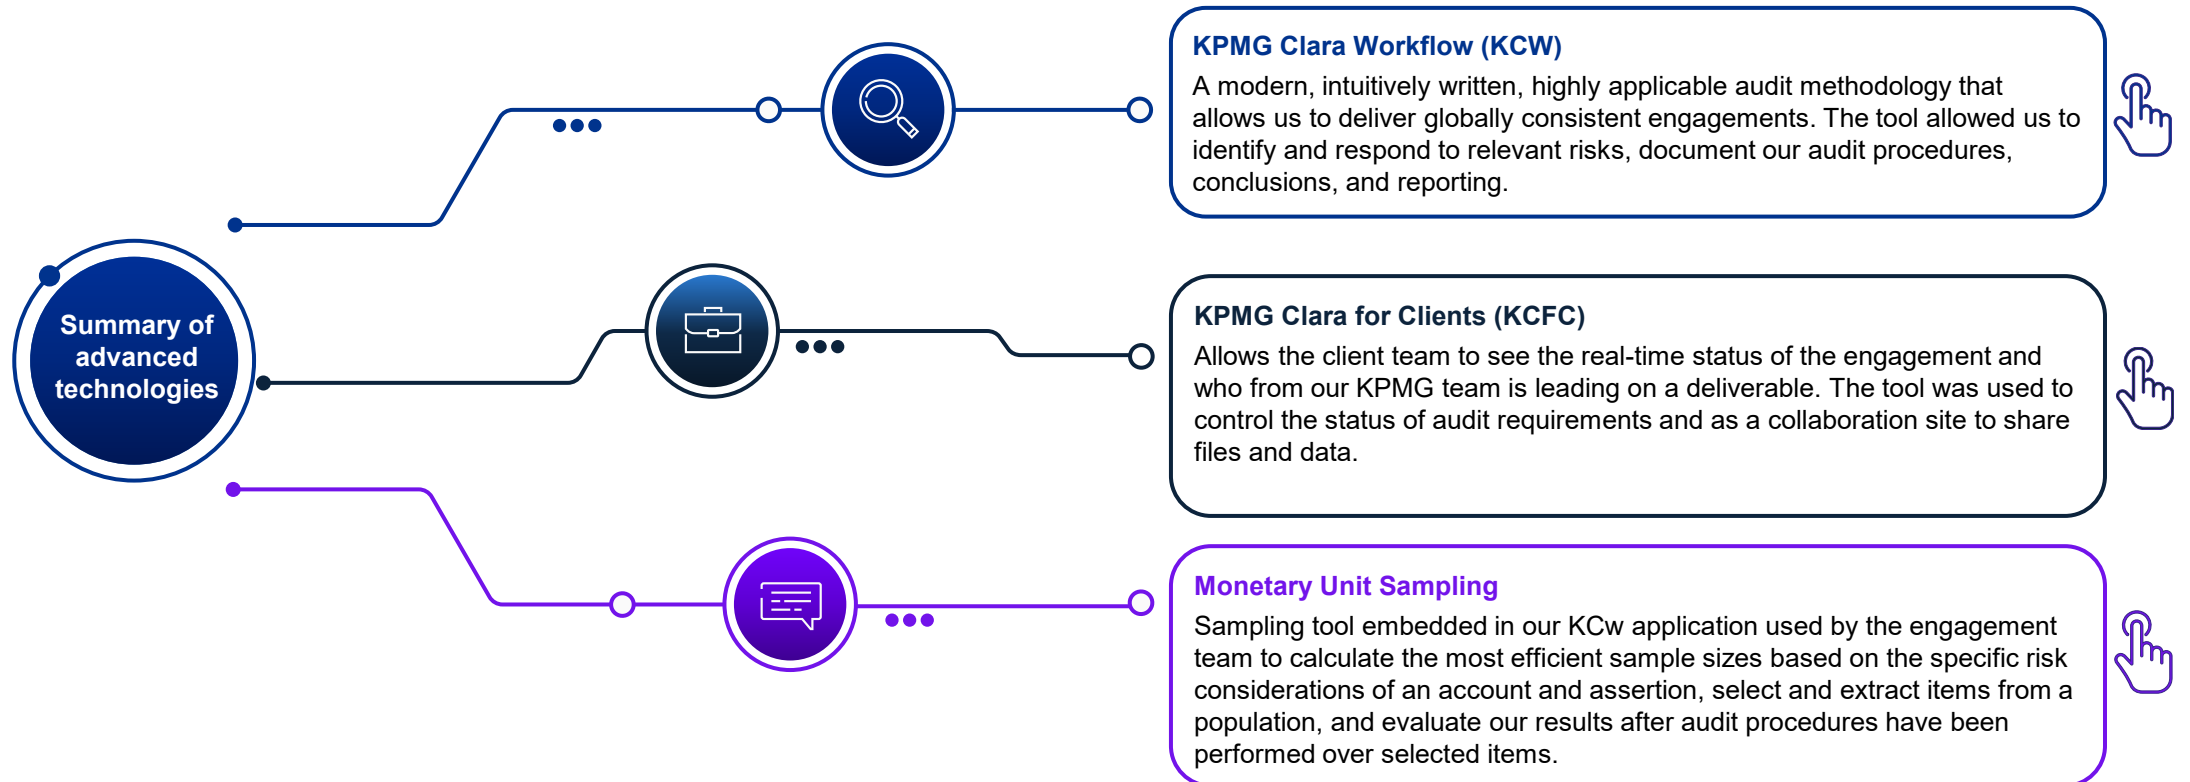 Summary of
advanced
technologies
KPMG Clara Workflow (KCW)
A modern, intuitively written, highly applicable audit methodology that
allows us to deliver globally consistent engagements. The tool allowed us to
identify and respond to relevant risks, document our audit procedures,
conclusions, and reporting.
KPMG Clara for Clients (KCFC)
Allows the client team to see the real-time status of the engagement and
who from our KPMG team is leading on a deliverable. The tool was used to
control the status of audit requirements and as a collaboration site to share
files and data.
Monetary Unit Sampling
Sampling tool embedded in our KCw application used by the engagement
team to calculate the most efficient sample sizes based on the specific risk
considerations of an account and assertion, select and extract items from a
population, and evaluate our results after audit procedures have been
performed over selected items.